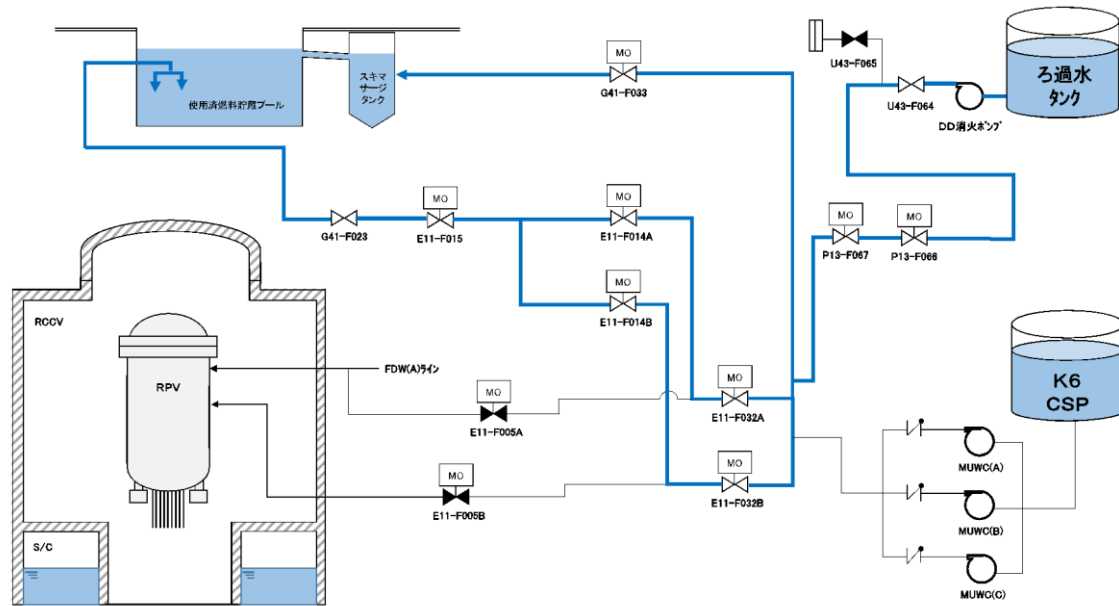 MO
U43-F065
G41-F033
スキマ
サージ
タンク
使用済燃料貯蔵プール
ろ過水
タンク
U43-F064
DD消火ポンプ
MO
MO
G41-F023
E11-F015
E11-F014A
MO
MO
P13-F067
P13-F066
MO
E11-F014B
RCCV
RPV
FDW(A)ライン
MO
E11-F005A
MO
E11-F032A
K6
CSP
MUWC(A)
MO
E11-F005B
MO
E11-F032B
MUWC(B)
S/C
MUWC(C)